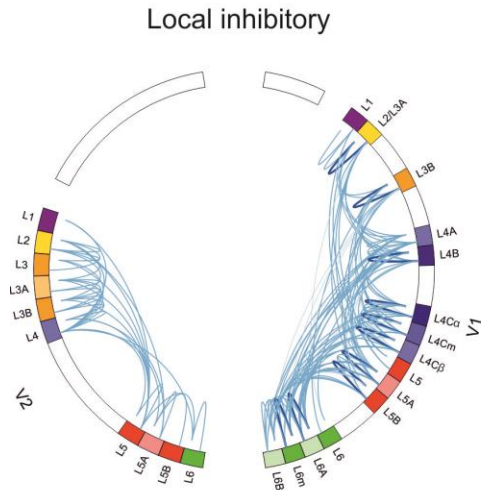 Local inhibitory
L1
L2/L3A
L3B
L4A
L4B
L4Cα
L4Cm
L4Cβ
L5
L5A
L5B
V1
L6
L6A
L6m
L6B
L1
L2
L3
L3A
L3B
L4
V2
L5
L5A
L5B
L6